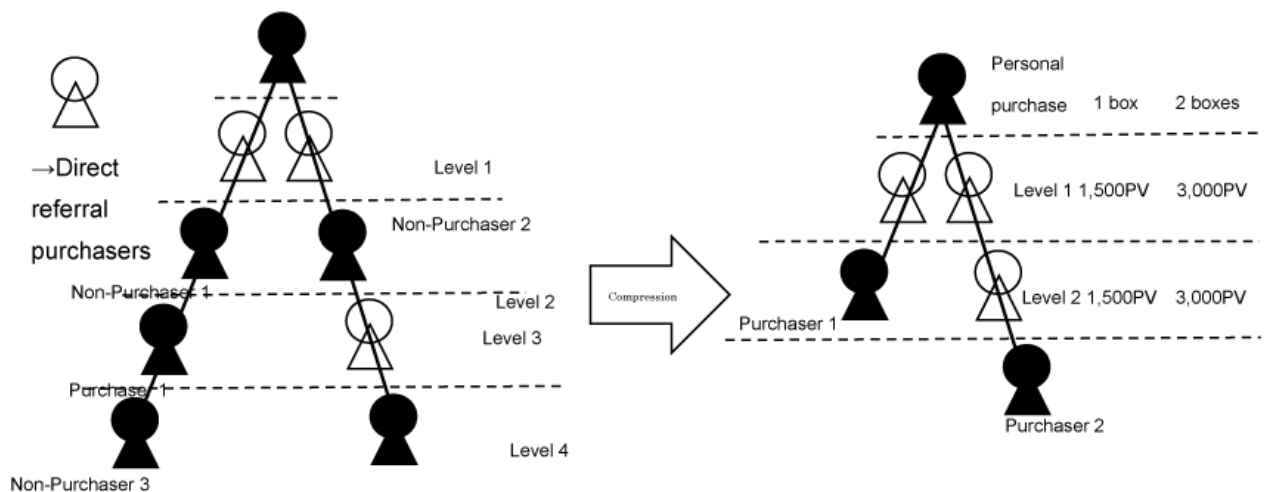 →Direct
referral
purchasers
Level 1
Non-Purchaser 2
Non-Purchaser 1
Level 2
Level 3
Purchase 1
Level 4
Non-Purchaser 3
Compression
Personal
purchase 1 box 2 boxes
Level 1 1,500PV 3,000PV
Level 2 1,500PV 3,000PV
Purchaser 1
Purchaser 2